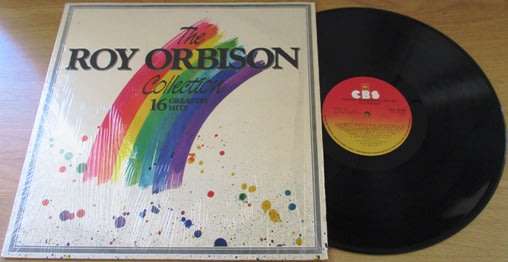 The
ROY ORBISON
Collection
16 GREATEST
HITS
CBS